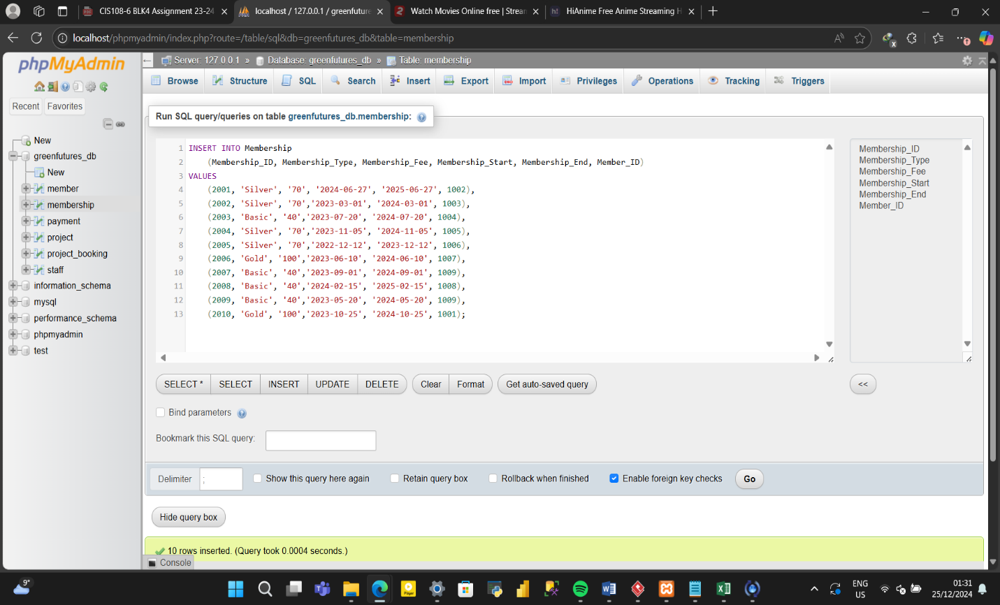 CIS108-6 BLK4 Assignment 23-24
localhost / 127.0.0.1 / greenfuture
Watch Movies Online free | Strean
HiAnime Free Anime Streaming H
localhost/phpmyadmin/index.php?route=/table/sql&db=greenfutures_db&table=membership
phpMyAdmin
Recent
Favorites
New
greenfutures_db
New
member
membership
payment
project
project_booking
staff
information_schema
mysql
performance_schema
phpmyadmin
test
Server: 127.0.0.1 » Database: greenfutures_db » Table: membership
Browse Structure SQL Search Insert Export Import Privileges Operations Tracking Triggers
Run SQL query/queries on table greenfutures_db.membership:
1 INSERT INTO Membership
2 (Membership_ID, Membership_Type, Membership_Fee, Membership_Start, Membership_End, Member_ID)
3 VALUES
4 (2001, 'Silver', '70', '2024-06-27', '2025-06-27', 1002),
5 (2002, 'Silver', '70','2023-03-01', '2024-03-01', 1003),
6 (2003, 'Basic', '40','2023-07-20', '2024-07-20', 1004),
7 (2004, 'Silver', '70','2023-11-05', '2024-11-05', 1005),
8 (2005, 'Silver', '70','2022-12-12', '2023-12-12', 1006),
9 (2006, 'Gold', '100','2023-06-10', '2024-06-10', 1007),
10 (2007, 'Basic', '40','2023-09-01', '2024-09-01', 1009),
11 (2008, 'Basic', '40','2024-02-15', '2025-02-15', 1008),
12 (2009, 'Basic', '40','2023-05-20', '2024-05-20', 1009),
13 (2010, 'Gold', '100','2023-10-25', '2024-10-25', 1001);
Membership_ID
Membership_Type
Membership_Fee
Membership_Start
Membership_End
Member_ID
SELECT * SELECT INSERT UPDATE DELETE Clear Format Get auto-saved query <<
Bind parameters
Bookmark this SQL query:
Delimiter ; Show this query here again Retain query box Rollback when finished Enable foreign key checks Go
Hide query box
10 rows inserted. (Query took 0.0004 seconds.)
Console
9°
ENG
US
01:31
25/12/2024